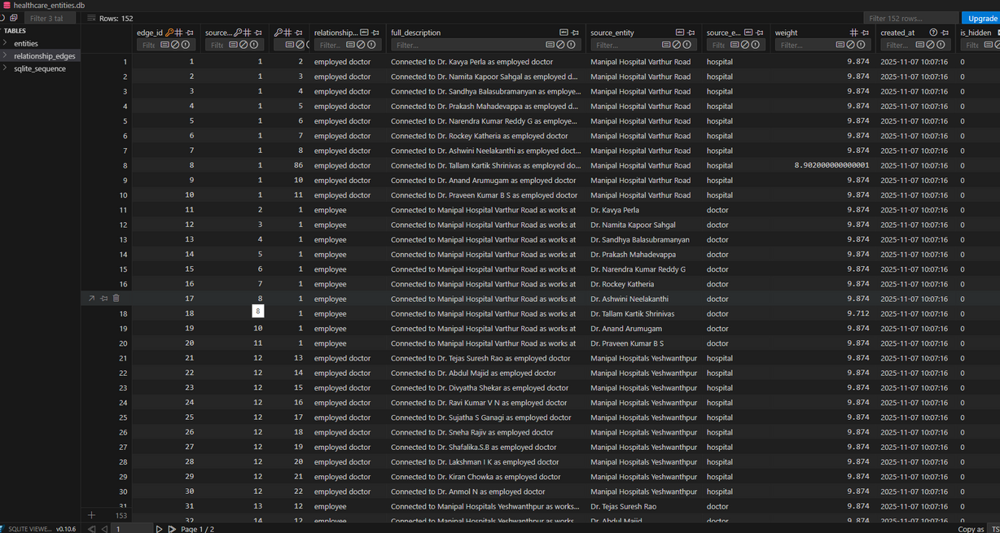 healthcare_entities.db
Filter 3 tal
Rows: 152
Filter 152 rows...
Upgrade
TABLES
entities
relationship_edges
sqlite_sequence
edge_id source... relationship... full_description source_entity source_e... weight created_at is_hidden
Filte Filte Filter... Filter... Filter... Filte Filter... Filter... Filte
1 1 1 2 employed doctor Connected to Dr. Kavya Perla as employed doctor Manipal Hospital Varthur Road hospital 9.874 2025-11-07 10:07:16 0
2 2 1 3 employed doctor Connected to Dr. Namita Kapoor Sahgal as employed d... Manipal Hospital Varthur Road hospital 9.874 2025-11-07 10:07:16 0
3 3 1 4 employed doctor Connected to Dr. Sandhya Balasubramanyan as employe... Manipal Hospital Varthur Road hospital 9.874 2025-11-07 10:07:16 0
4 4 1 5 employed doctor Connected to Dr. Prakash Mahadevappa as employed d... Manipal Hospital Varthur Road hospital 9.874 2025-11-07 10:07:16 0
5 5 1 6 employed doctor Connected to Dr. Narendra Kumar Reddy G as employe... Manipal Hospital Varthur Road hospital 9.874 2025-11-07 10:07:16 0
6 6 1 7 employed doctor Connected to Dr. Rockey Katheria as employed doctor Manipal Hospital Varthur Road hospital 9.874 2025-11-07 10:07:16 0
7 7 1 8 employed doctor Connected to Dr. Ashwini Neelakanthi as employed doct... Manipal Hospital Varthur Road hospital 9.874 2025-11-07 10:07:16 0
8 8 1 86 employed doctor Connected to Dr. Tallam Kartik Shrinivas as employed do... Manipal Hospital Varthur Road hospital 8.902000000000001 2025-11-07 10:07:16 0
9 9 1 10 employed doctor Connected to Dr. Anand Arumugam as employed doctor Manipal Hospital Varthur Road hospital 9.874 2025-11-07 10:07:16 0
10 10 1 11 employed doctor Connected to Dr. Praveen Kumar B S as employed doctor Manipal Hospital Varthur Road hospital 9.874 2025-11-07 10:07:16 0
11 11 2 1 employee Connected to Manipal Hospital Varthur Road as works at Dr. Kavya Perla doctor 9.874 2025-11-07 10:07:16 0
12 12 3 1 employee Connected to Manipal Hospital Varthur Road as works at Dr. Namita Kapoor Sahgal doctor 9.874 2025-11-07 10:07:16 0
13 13 4 1 employee Connected to Manipal Hospital Varthur Road as works at Dr. Sandhya Balasubramanyan doctor 9.874 2025-11-07 10:07:16 0
14 14 5 1 employee Connected to Manipal Hospital Varthur Road as works at Dr. Prakash Mahadevappa doctor 9.874 2025-11-07 10:07:16 0
15 15 6 1 employee Connected to Manipal Hospital Varthur Road as works at Dr. Narendra Kumar Reddy G doctor 9.874 2025-11-07 10:07:16 0
16 16 7 1 employee Connected to Manipal Hospital Varthur Road as works at Dr. Rockey Katheria doctor 9.874 2025-11-07 10:07:16 0
17 8 1 employee Connected to Manipal Hospital Varthur Road as works at Dr. Ashwini Neelakanthi doctor 9.874 2025-11-07 10:07:16 0
18 18 8 1 employee Connected to Manipal Hospital Varthur Road as works at Dr. Tallam Kartik Shrinivas doctor 9.712 2025-11-07 10:07:16 0
19 19 10 1 employee Connected to Manipal Hospital Varthur Road as works at Dr. Anand Arumugam doctor 9.874 2025-11-07 10:07:16 0
20 20 11 1 employee Connected to Manipal Hospital Varthur Road as works at Dr. Praveen Kumar B S doctor 9.874 2025-11-07 10:07:16 0
21 21 12 13 employed doctor Connected to Dr. Tejas Suresh Rao as employed doctor Manipal Hospitals Yeshwanthpur hospital 9.874 2025-11-07 10:07:16 0
22 22 12 14 employed doctor Connected to Dr. Abdul Majid as employed doctor Manipal Hospitals Yeshwanthpur hospital 9.874 2025-11-07 10:07:16 0
23 23 12 15 employed doctor Connected to Dr. Divyatha Shekar as employed doctor Manipal Hospitals Yeshwanthpur hospital 9.874 2025-11-07 10:07:16 0
24 24 12 16 employed doctor Connected to Dr. Ravi Kumar V N as employed doctor Manipal Hospitals Yeshwanthpur hospital 9.874 2025-11-07 10:07:16 0
25 25 12 17 employed doctor Connected to Dr. Sujatha S Ganagi as employed doctor Manipal Hospitals Yeshwanthpur hospital 9.874 2025-11-07 10:07:16 0
26 26 12 18 employed doctor Connected to Dr. Sneha Rajiv as employed doctor Manipal Hospitals Yeshwanthpur hospital 9.874 2025-11-07 10:07:16 0
27 27 12 19 employed doctor Connected to Dr. Shafalika.S.B as employed doctor Manipal Hospitals Yeshwanthpur hospital 9.874 2025-11-07 10:07:16 0
28 28 12 20 employed doctor Connected to Dr. Lakshman I K as employed doctor Manipal Hospitals Yeshwanthpur hospital 9.874 2025-11-07 10:07:16 0
29 29 12 21 employed doctor Connected to Dr. Kiran Chowka as employed doctor Manipal Hospitals Yeshwanthpur hospital 9.874 2025-11-07 10:07:16 0
30 30 12 22 employed doctor Connected to Dr. Anmol N as employed doctor Manipal Hospitals Yeshwanthpur hospital 9.874 2025-11-07 10:07:16 0
31 31 13 12 employee Connected to Manipal Hospitals Yeshwanthpur as works... Dr. Tejas Suresh Rao doctor 9.874 2025-11-07 10:07:16 0
32 14 12 employee Connected to Manipal Hospitals Yeshwanthpur as works... Dr. Abdul Majid doctor 9.874 2025-11-07 10:07:16 0
153
SQLITE VIEWE... v0.10.6 1 Page 1 / 2 Copy as TS